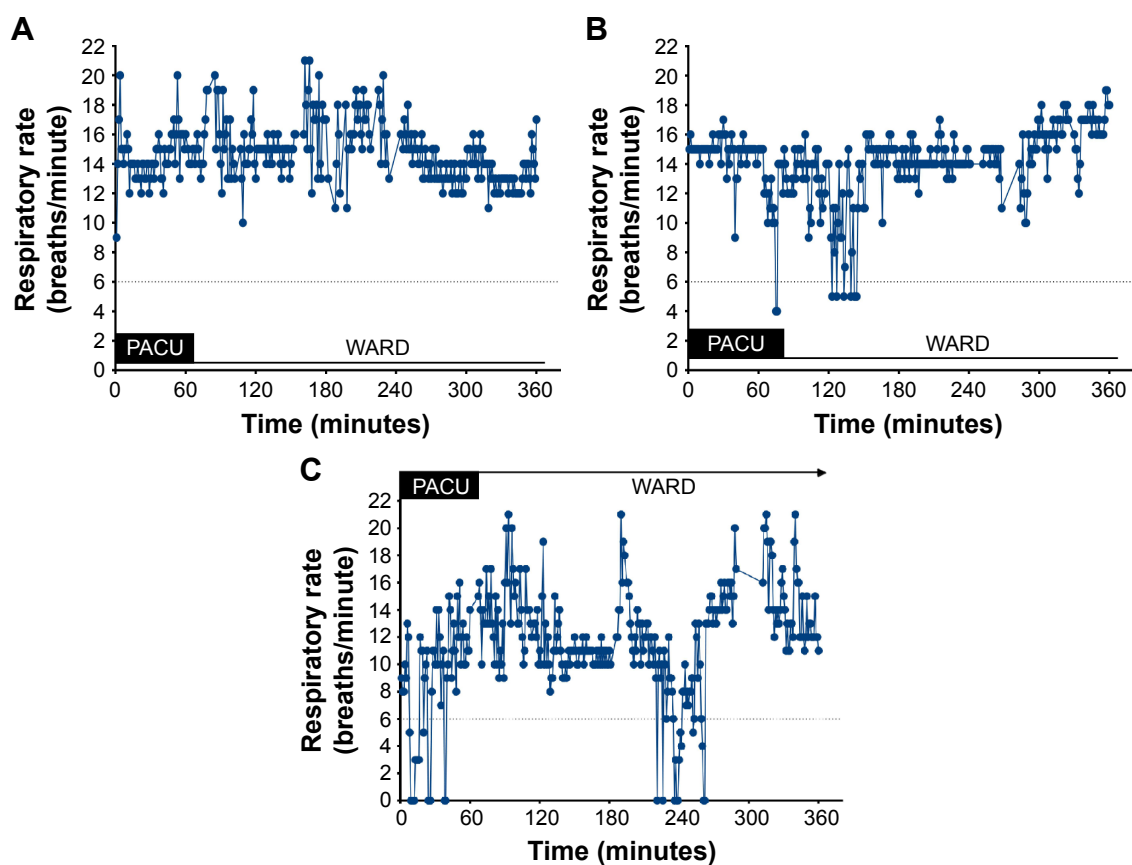 A
Respiratory rate
(breaths/minute)
22
20
18
16
14
12
10
8
6
4
2
0
PACU
WARD
0 60 120 180 240 300 360
Time (minutes)
B
Respiratory rate
(breaths/minute)
22
20
18
16
14
12
10
8
6
4
2
0
PACU
WARD
0 60 120 180 240 300 360
Time (minutes)
C
PACU
WARD
Respiratory rate
(breaths/minute)
22
20
18
16
14
12
10
8
6
4
2
0
0 60 120 180 240 300 360
Time (minutes)